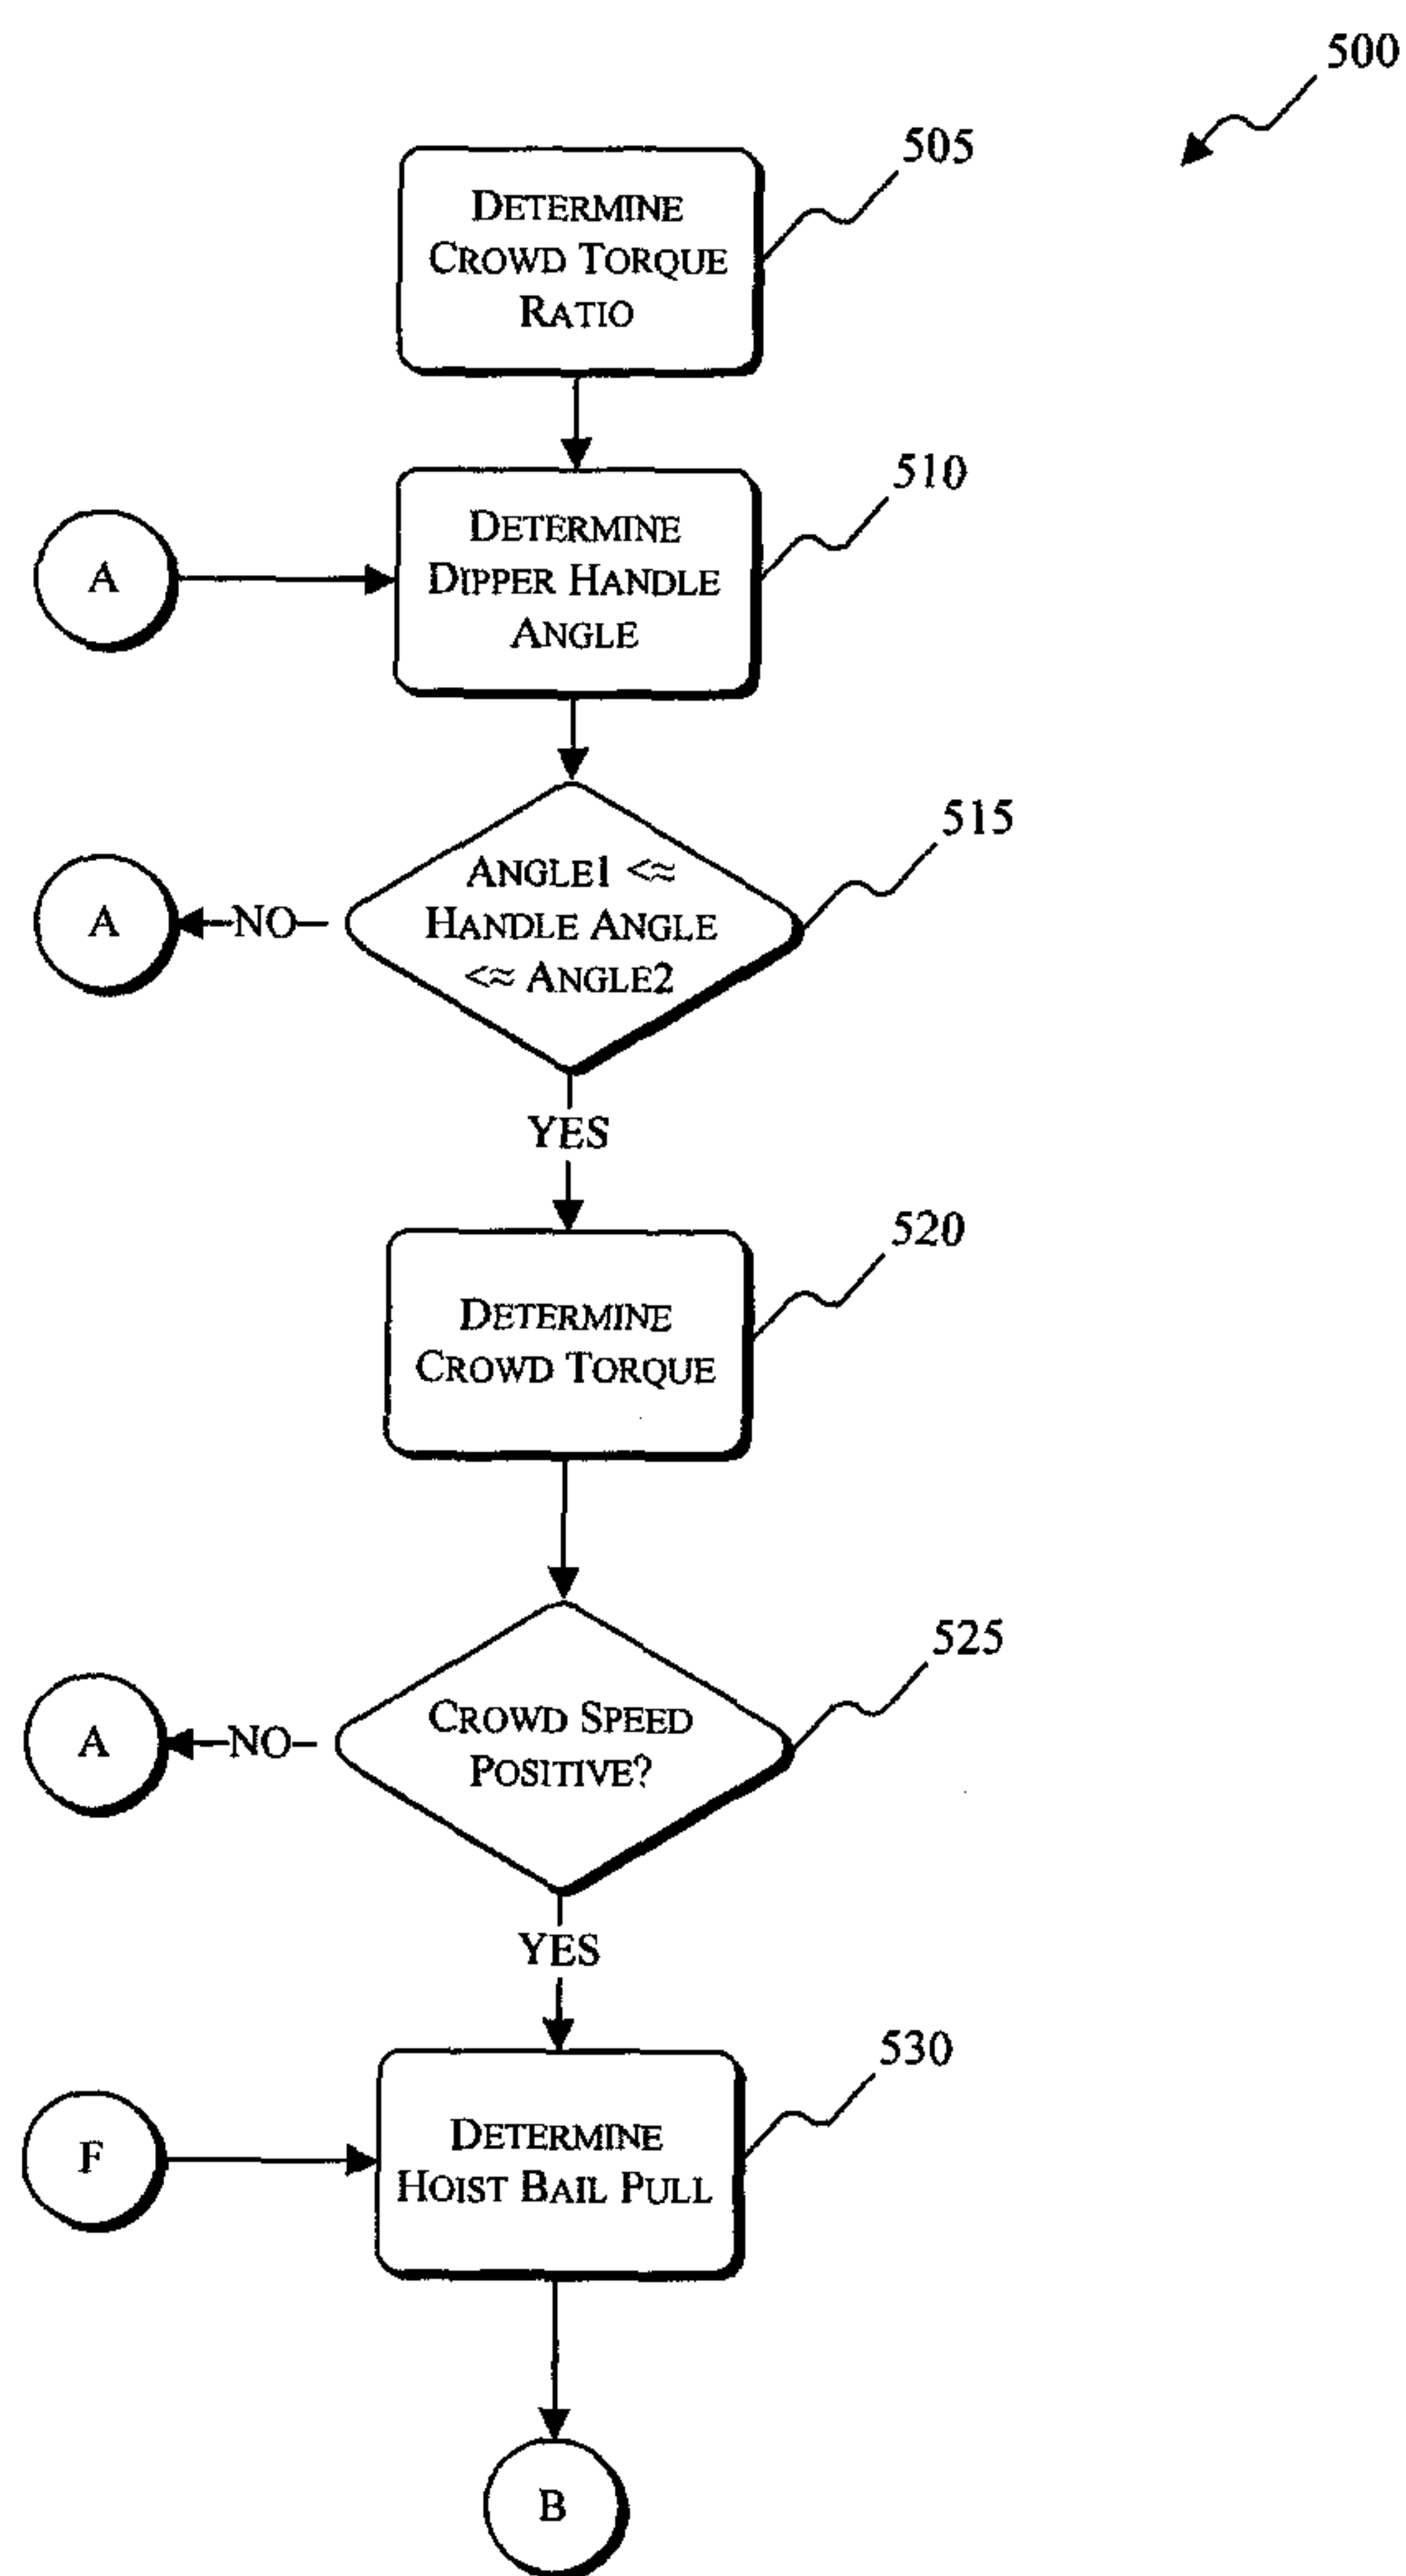 500
505
DETERMINE
CROWD TORQUE
RATIO
510
DETERMINE
DIPPER HANDLE
ANGLE
A
515
ANGLE1 <≈
HANDLE ANGLE
<≈ ANGLE2
A
NO
YES
520
DETERMINE
CROWD TORQUE
525
CROWD SPEED
POSITIVE?
A
NO
YES
530
DETERMINE
HOIST BAIL PULL
F
B